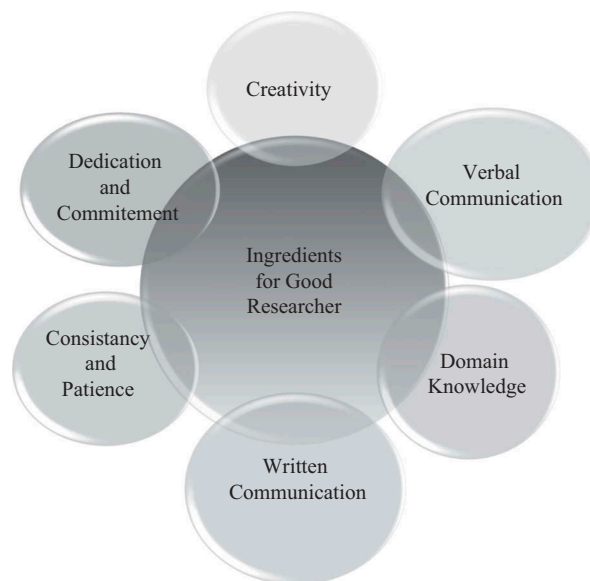 Creativity
Dedication
and
Commitement
Verbal
Communication
Ingredients
for Good
Researcher
Consistancy
and
Patience
Domain
Knowledge
Written
Communication